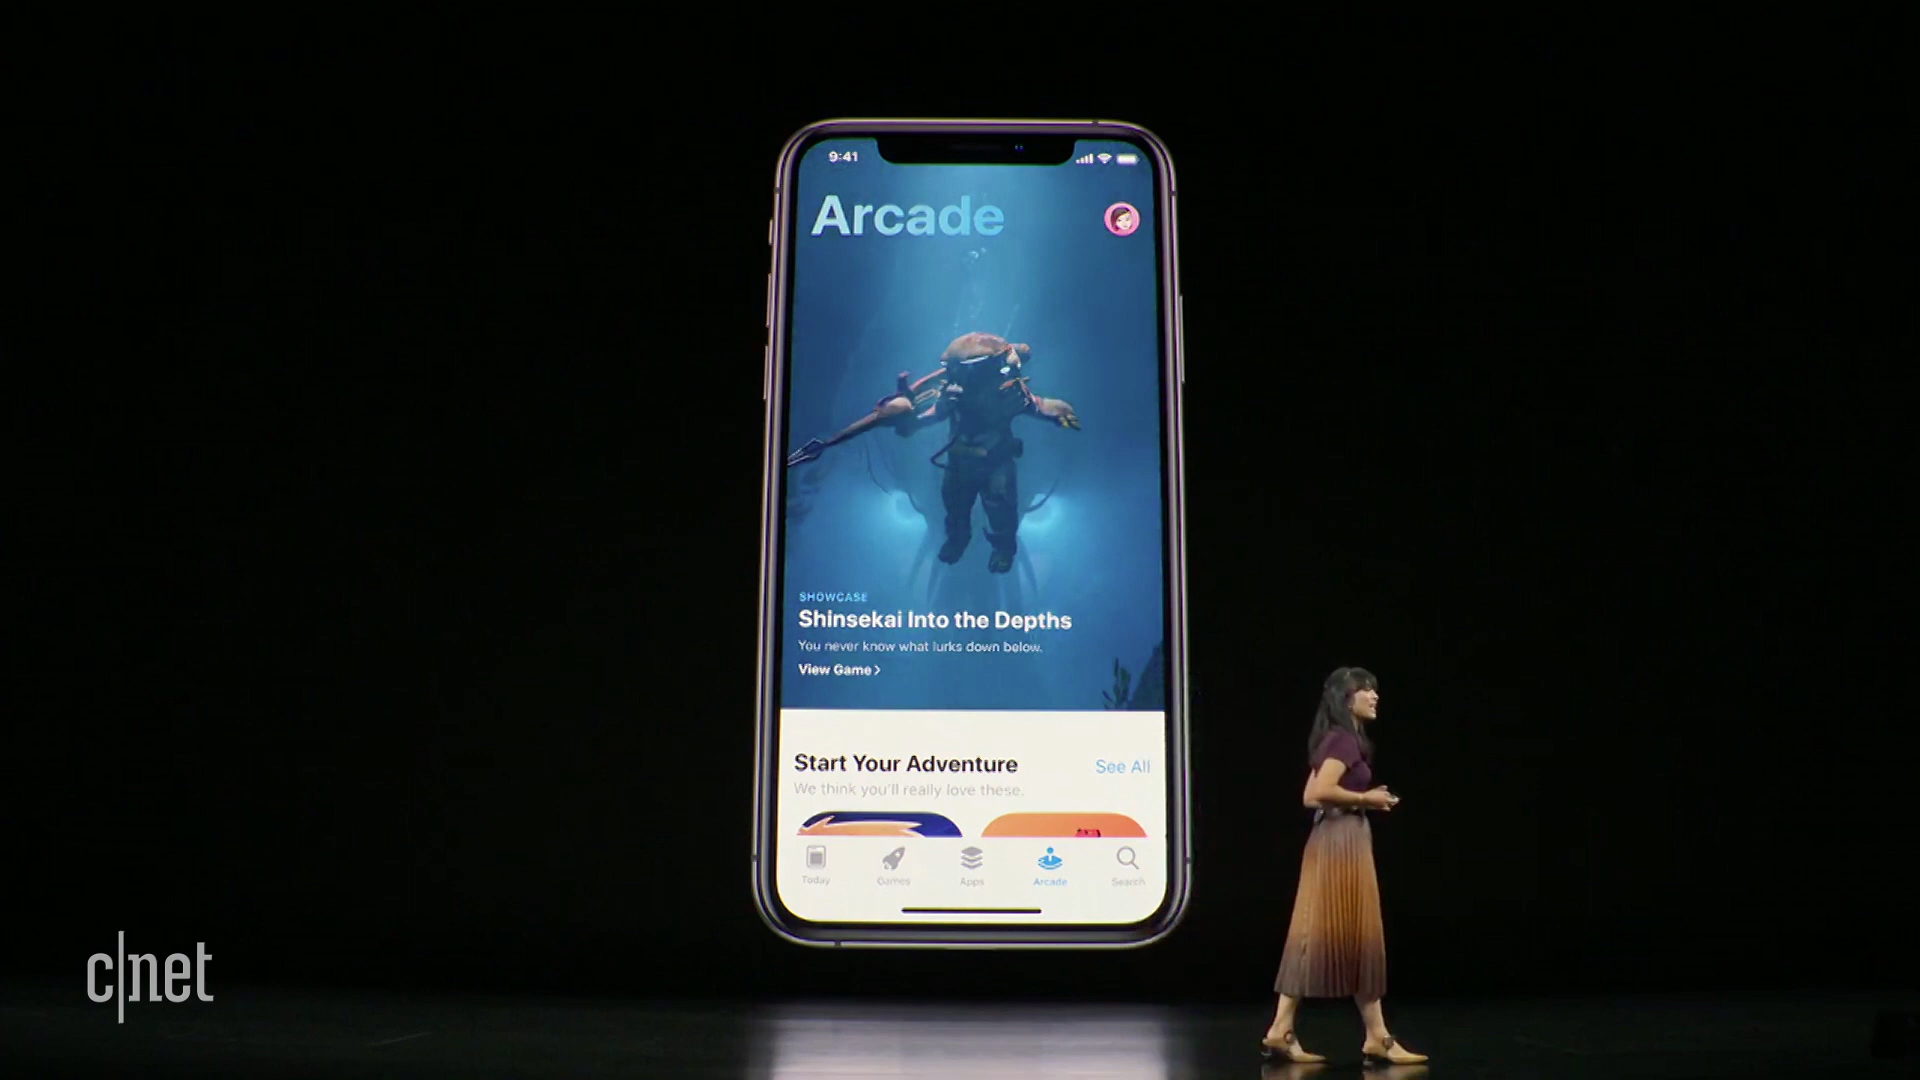 9:41
Arcade
SHOWCASE
Shinsekai Into the Depths
You never know what lurks down below.
View Game >
Start Your Adventure
See All
We think you'll really love these.
Today
Games
Apps
Arcade
Search
c|net